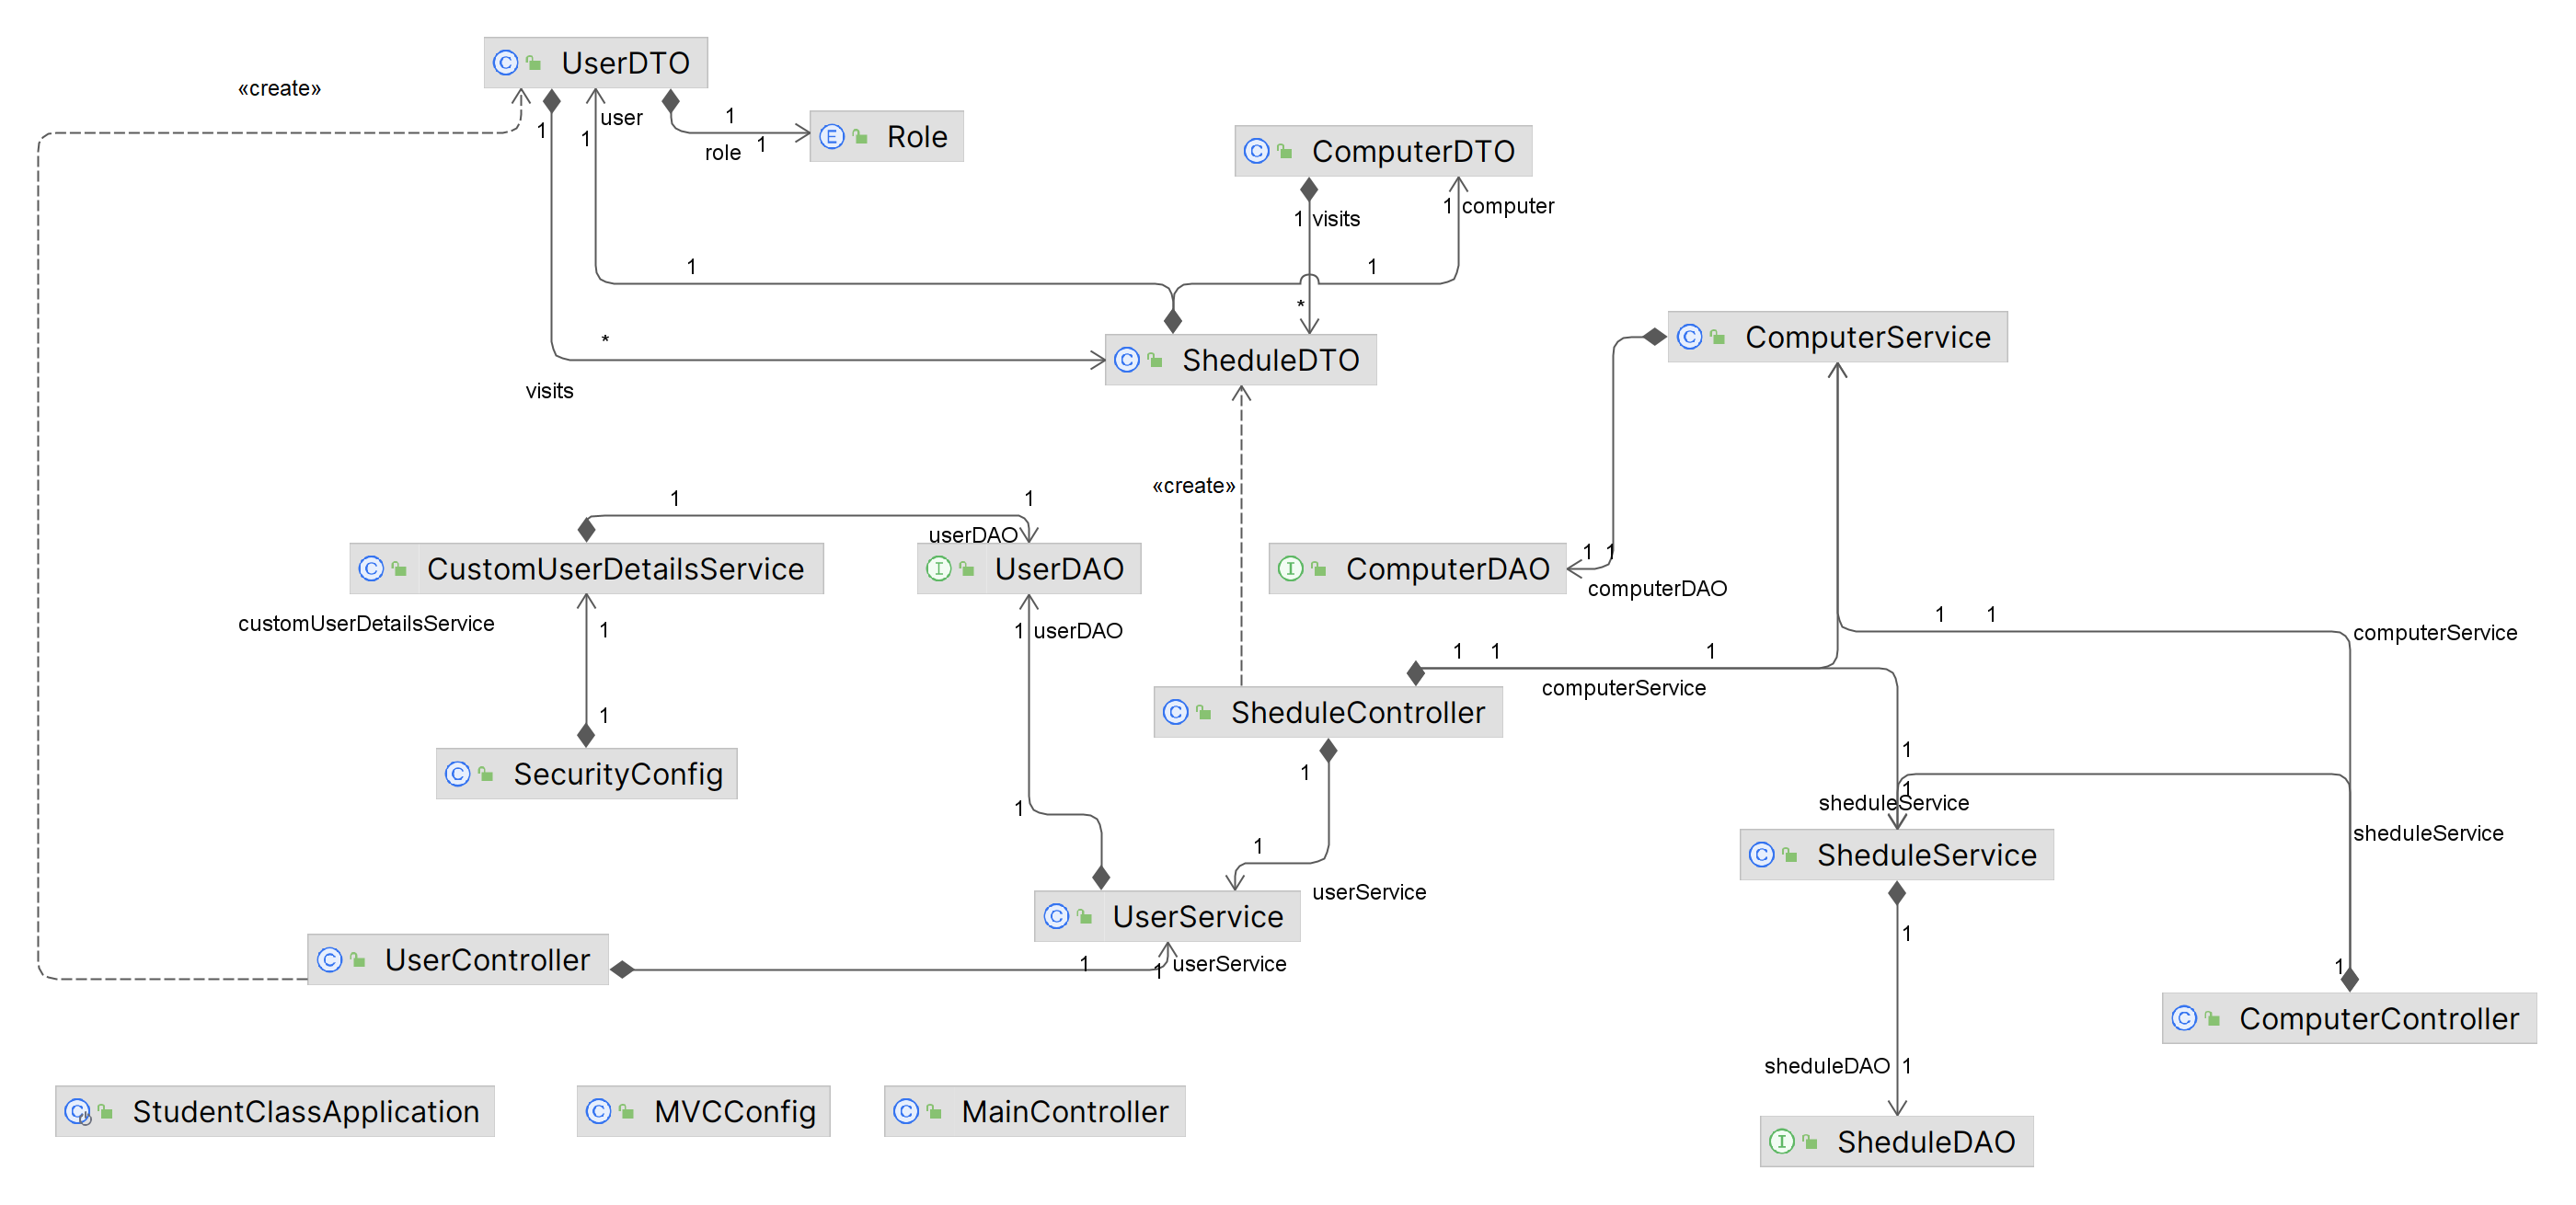 UserDTO
«create»
user
1
1
1
role
1
Role
ComputerDTO
1
visits
1
computer
1
1
*
*
visits
SheduleDTO
ComputerService
«create»
1
1
userDAO
CustomUserDetailsService
UserDAO
ComputerDAO
1
1
computerDAO
customUserDetailsService
1
1
userDAO
1
1
computerService
1
1
1
computerService
SheduleController
1
SecurityConfig
1
1
1
1
sheduleService
sheduleService
1
userService
SheduleService
UserService
1
UserController
1
1
userService
1
ComputerController
sheduleDAO
1
StudentClassApplication
MVCConfig
MainController
SheduleDAO